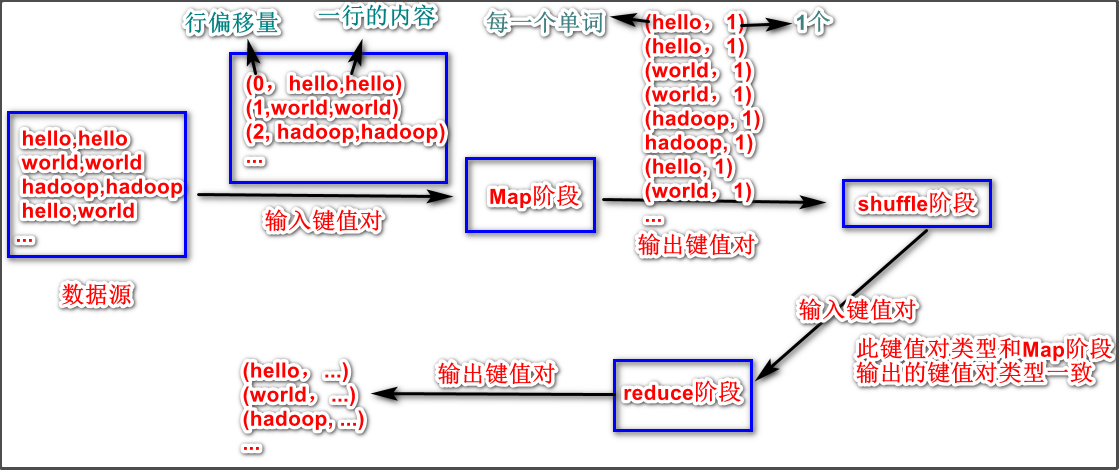 行偏移量
一行的内容
每一个单词
(hello，1)
1个
(hello，1)
(world，1)
(world，1)
(hadoop, 1)
hadoop, 1)
(hello, 1)
(world，1)
...
(0， hello,hello)
(1,world,world)
(2, hadoop,hadoop)
...
hello,hello
world,world
hadoop,hadoop
hello,world
...
数据源
输入键值对
Map阶段
输出键值对
shuffle阶段
输入键值对
此键值对类型和Map阶段
输出的键值对类型一致
reduce阶段
输出键值对
(hello，...)
(world，...)
(hadoop, ...)
...